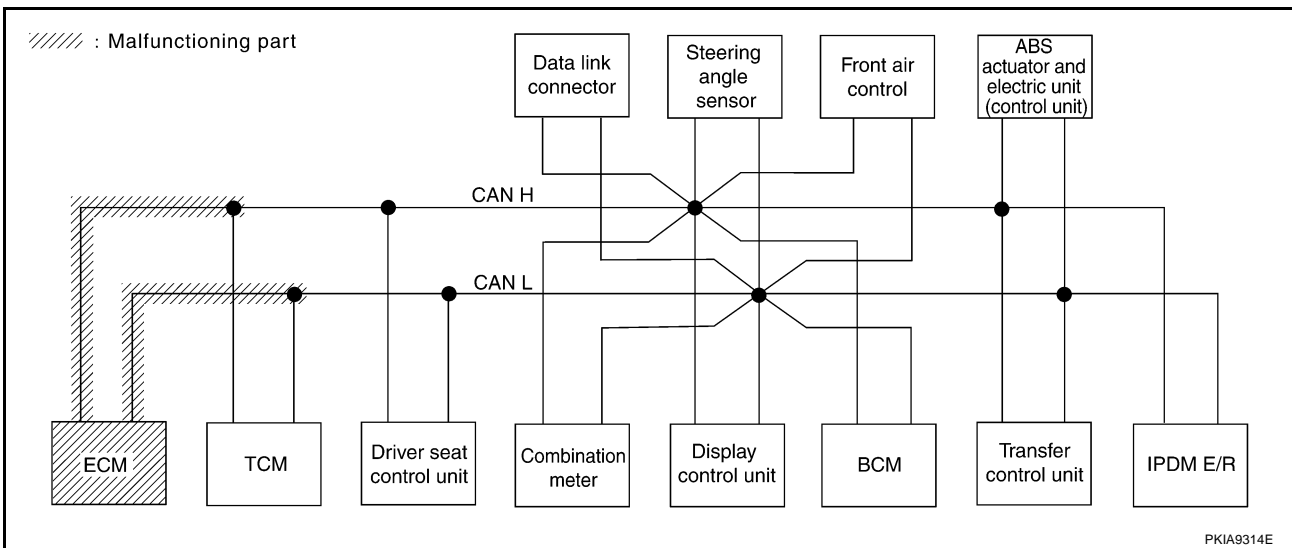 : Malfunctioning part
Data link
connector
Steering
angle
sensor
Front air
control
ABS
actuator and
electric unit
(control unit)
CAN H
CAN L
ECM
TCM
Driver seat
control unit
Combination
meter
Display
control unit
BCM
Transfer
control unit
IPDM E/R
PKIA9314E